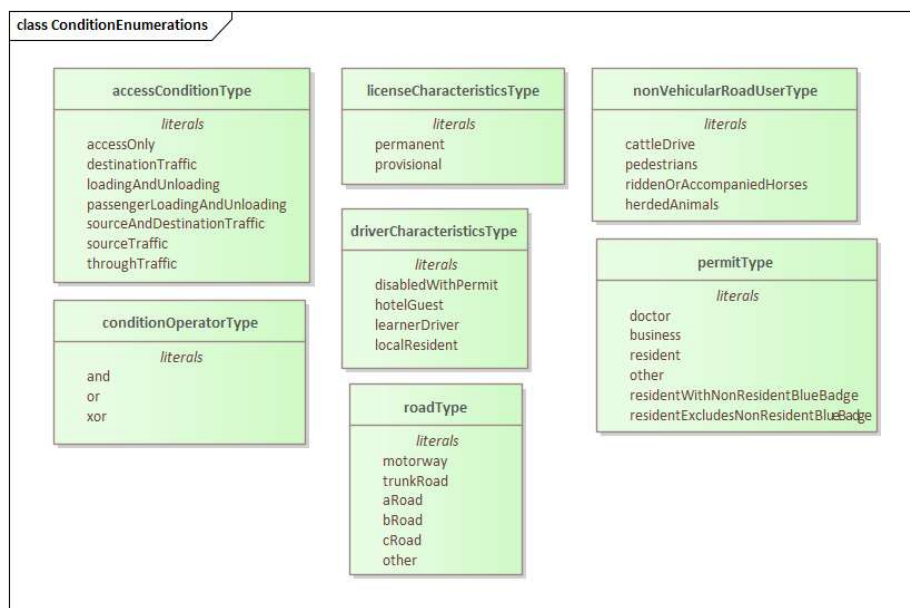 class ConditionEnumerations
accessConditionType
literals
accessOnly
destinationTraffic
loadingAndUnloading
passengerLoadingAndUnloading
sourceAndDestinationTraffic
sourceTraffic
throughTraffic
licenseCharacteristicsType
literals
permanent
provisional
nonVehicularRoadUserType
literals
cattleDrive
pedestrians
riddenOrAccompaniedHorses
herdedAnimals
driverCharacteristicsType
literals
disabledWithPermit
hotelGuest
learnerDriver
localResident
permitType
literals
doctor
business
resident
other
residentWithNonResidentBlueBadge
residentExcludesNonResidentBlueBadge
conditionOperatorType
literals
and
or
xor
roadType
literals
motorway
trunkRoad
aRoad
bRoad
cRoad
other